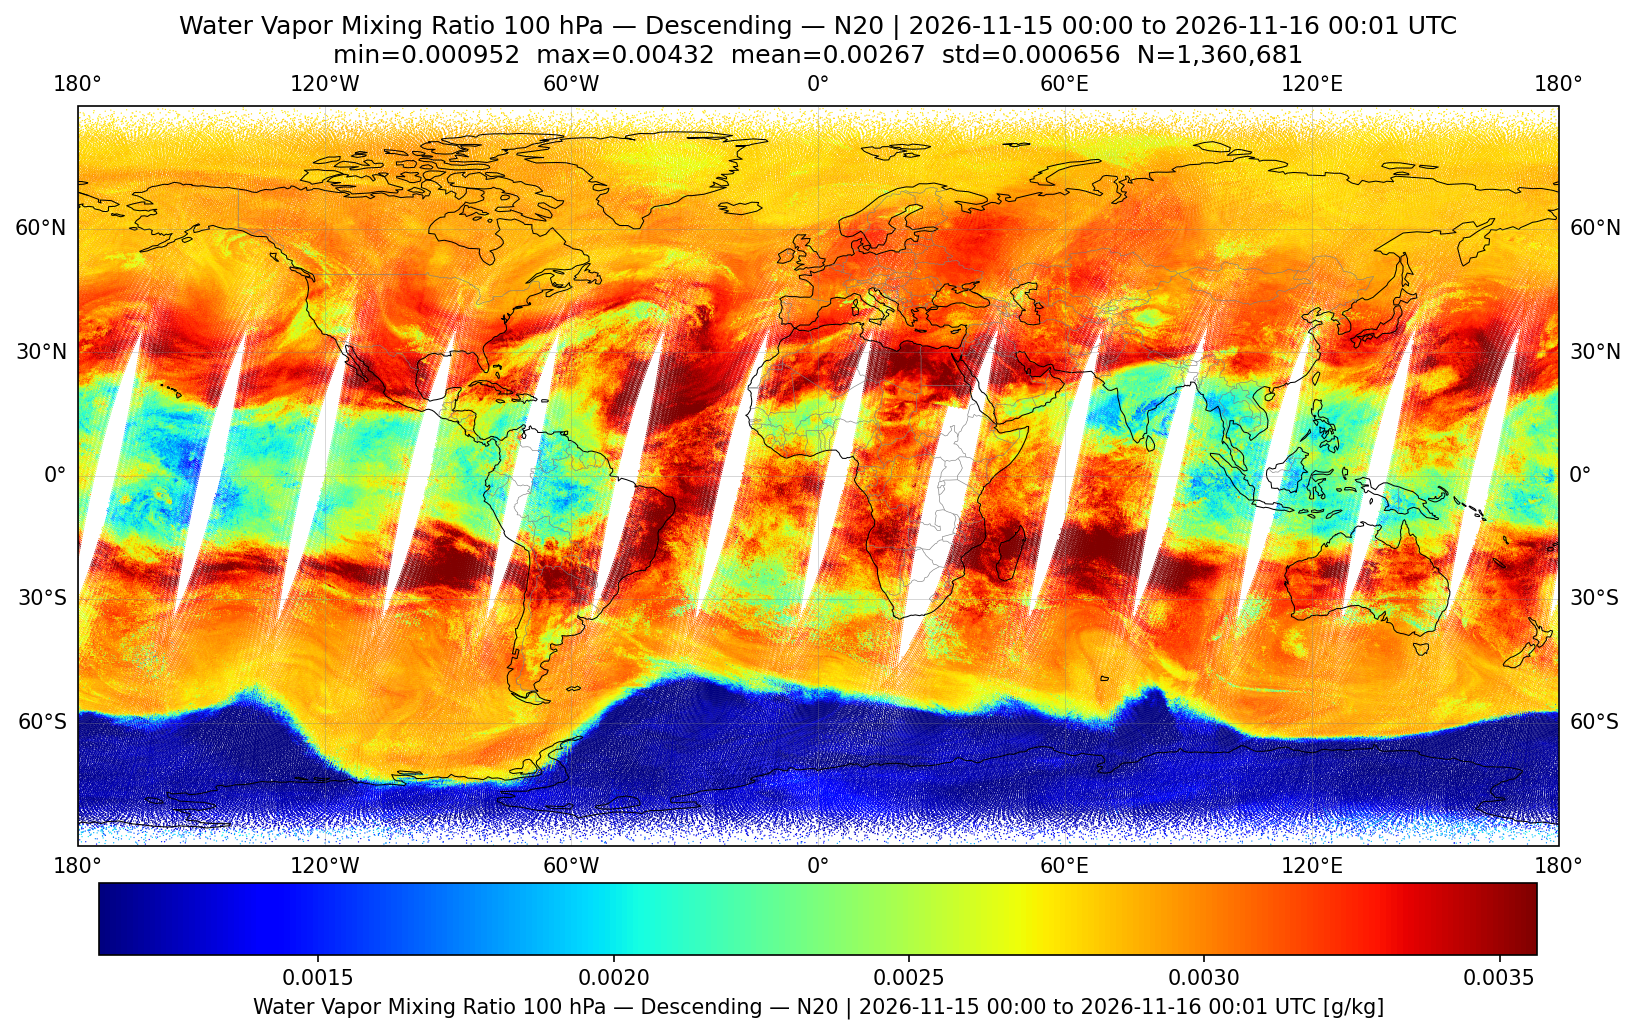 Water Vapor Mixing Ratio 100 hPa — Descending — N20 | 2026-11-15 00:00 to 2026-11-16 00:01 UTC
min=0.000952 max=0.00432 mean=0.00267 std=0.000656 N=1,360,681
180° 120°W 60°W 0° 60°E 120°E 180°
60°N 60°N
30°N 30°N
0° 0°
30°S 30°S
60°S 60°S
180° 120°W 60°W 0° 60°E 120°E 180°
0.0015 0.0020 0.0025 0.0030 0.0035
Water Vapor Mixing Ratio 100 hPa — Descending — N20 | 2026-11-15 00:00 to 2026-11-16 00:01 UTC [g/kg]